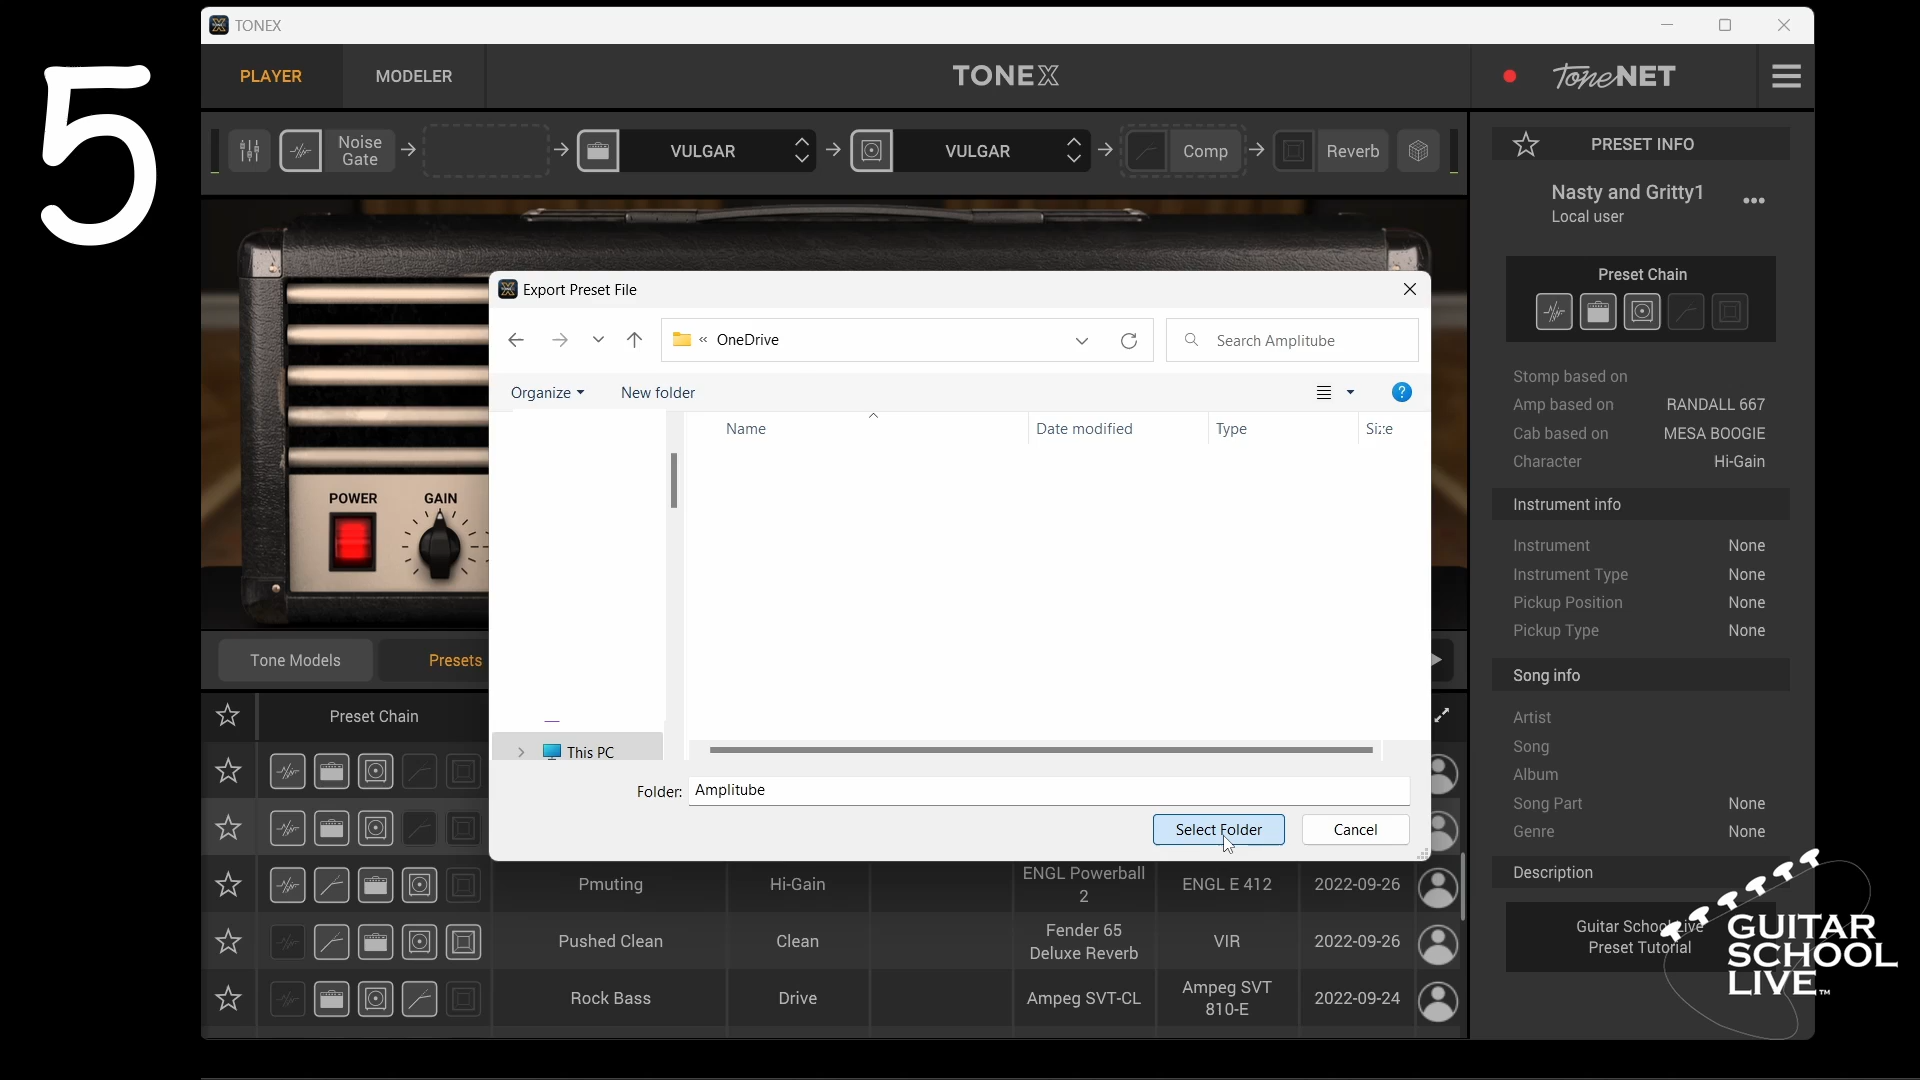 5
TONEX
PLAYER
MODELER
TONEX
ToneNET
Noise
Gate
VULGAR
VULGAR
Comp
Reverb
PRESET INFO
Nasty and Gritty1
Local user
Preset Chain
Stomp based on
Amp based on RANDALL 667
Cab based on MESA BOOGIE
Character Hi-Gain
Instrument info
Instrument None
Instrument Type None
Pickup Position None
Pickup Type None
Song info
Artist
Song
Album
Song Part None
Genre None
Description
Guitar School Live
Preset Tutorial
POWER GAIN
Export Preset File
« OneDrive
Search Amplitube
Organize
New folder
?
Name
Date modified
Type
Size
This PC
Folder: Amplitube
Select Folder
Cancel
Tone Models
Presets
Preset Chain
Pmuting
Hi-Gain
ENGL Powerball
2
ENGL E 412
2022-09-26
Pushed Clean
Clean
Fender 65
Deluxe Reverb
VIR
2022-09-26
Rock Bass
Drive
Ampeg SVT-CL
Ampeg SVT
810-E
2022-09-24
GUITAR
SCHOOL
LIVE™